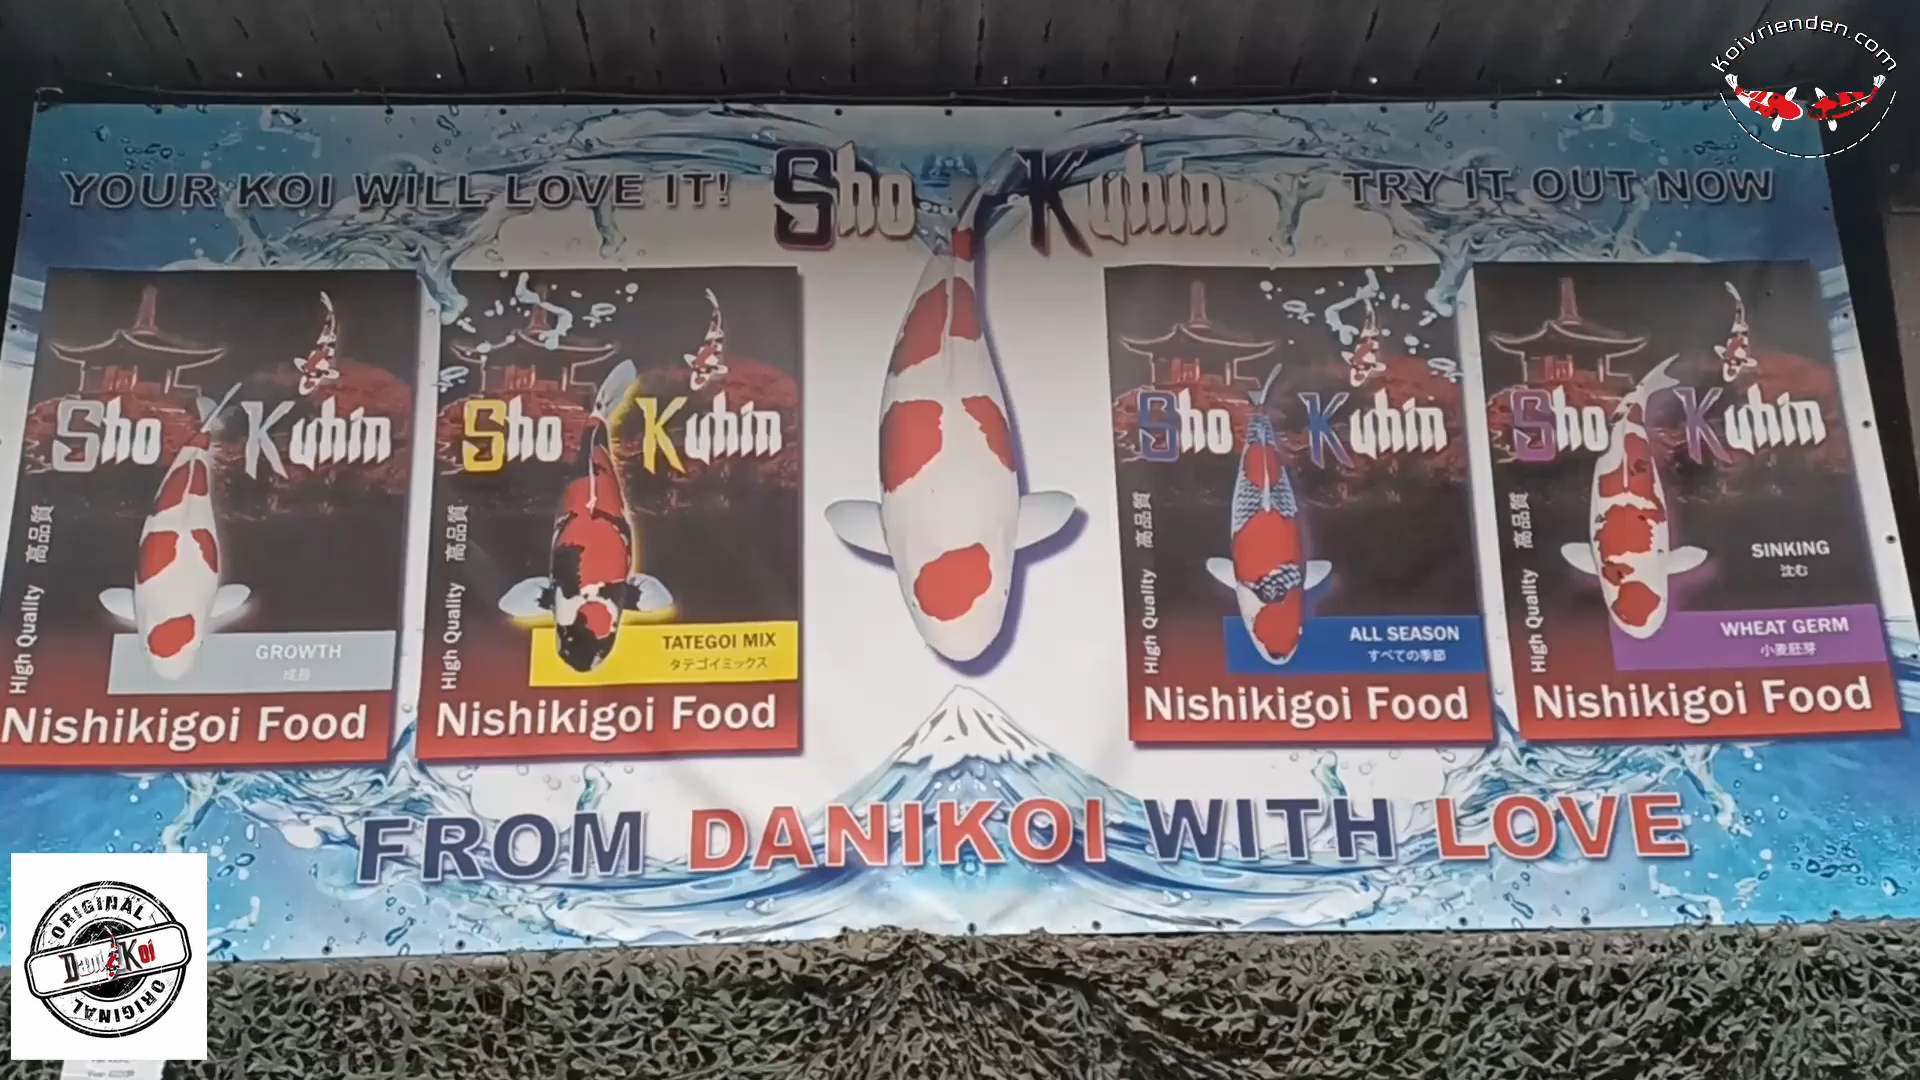 Koivrienden.com
YOUR KOI WILL LOVE IT!
Sho Kuhin
TRY IT OUT NOW
Sho Kuhin
High Quality 高品質
GROWTH
Nishikigoi Food
Sho Kuhin
High Quality 高品質
TATEGOI MIX
タテゴイミックス
Nishikigoi Food
Sho Kuhin
High Quality 高品質
ALL SEASON
すべての季節
Nishikigoi Food
Sho Kuhin
High Quality 高品質
SINKING
沈む
WHEAT GERM
小麦胚芽
Nishikigoi Food
FROM DANIKOI WITH LOVE
ORIGINAL
Dani Koi
ORIGINAL